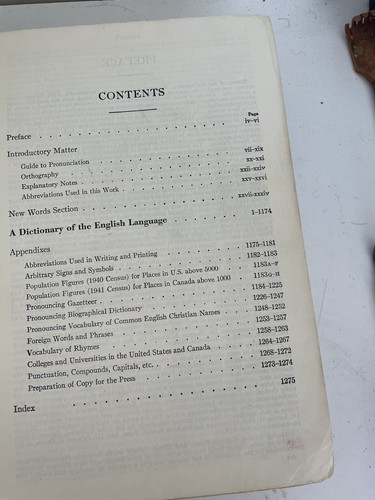 CONTENTS
Page
Preface iv-vi
Introductory Matter
Guide to Pronunciation vii-xix
Orthography xx-xxi
Explanatory Notes xxii-xxiv
Abbreviations Used in this Work xxv-xxvi
New Words Section xxvii-xxxiv
A Dictionary of the English Language 1-1174
Appendixes
Abbreviations Used in Writing and Printing 1175-1181
Arbitrary Signs and Symbols 1182-1183
Population Figures (1940 Census) for Places in U.S. above 5000 1183A-F
Population Figures (1941 Census) for Places in Canada above 1000 1183G-H
Pronouncing Gazetteer 1184-1225
Pronouncing Biographical Dictionary 1226-1247
Pronouncing Vocabulary of Common English Christian Names 1248-1252
Foreign Words and Phrases 1253-1257
Vocabulary of Rhymes 1258-1263
Colleges and Universities in the United States and Canada 1264-1267
Punctuation, Compounds, Capitals, etc. 1268-1272
Preparation of Copy for the Press 1273-1274
Index 1275